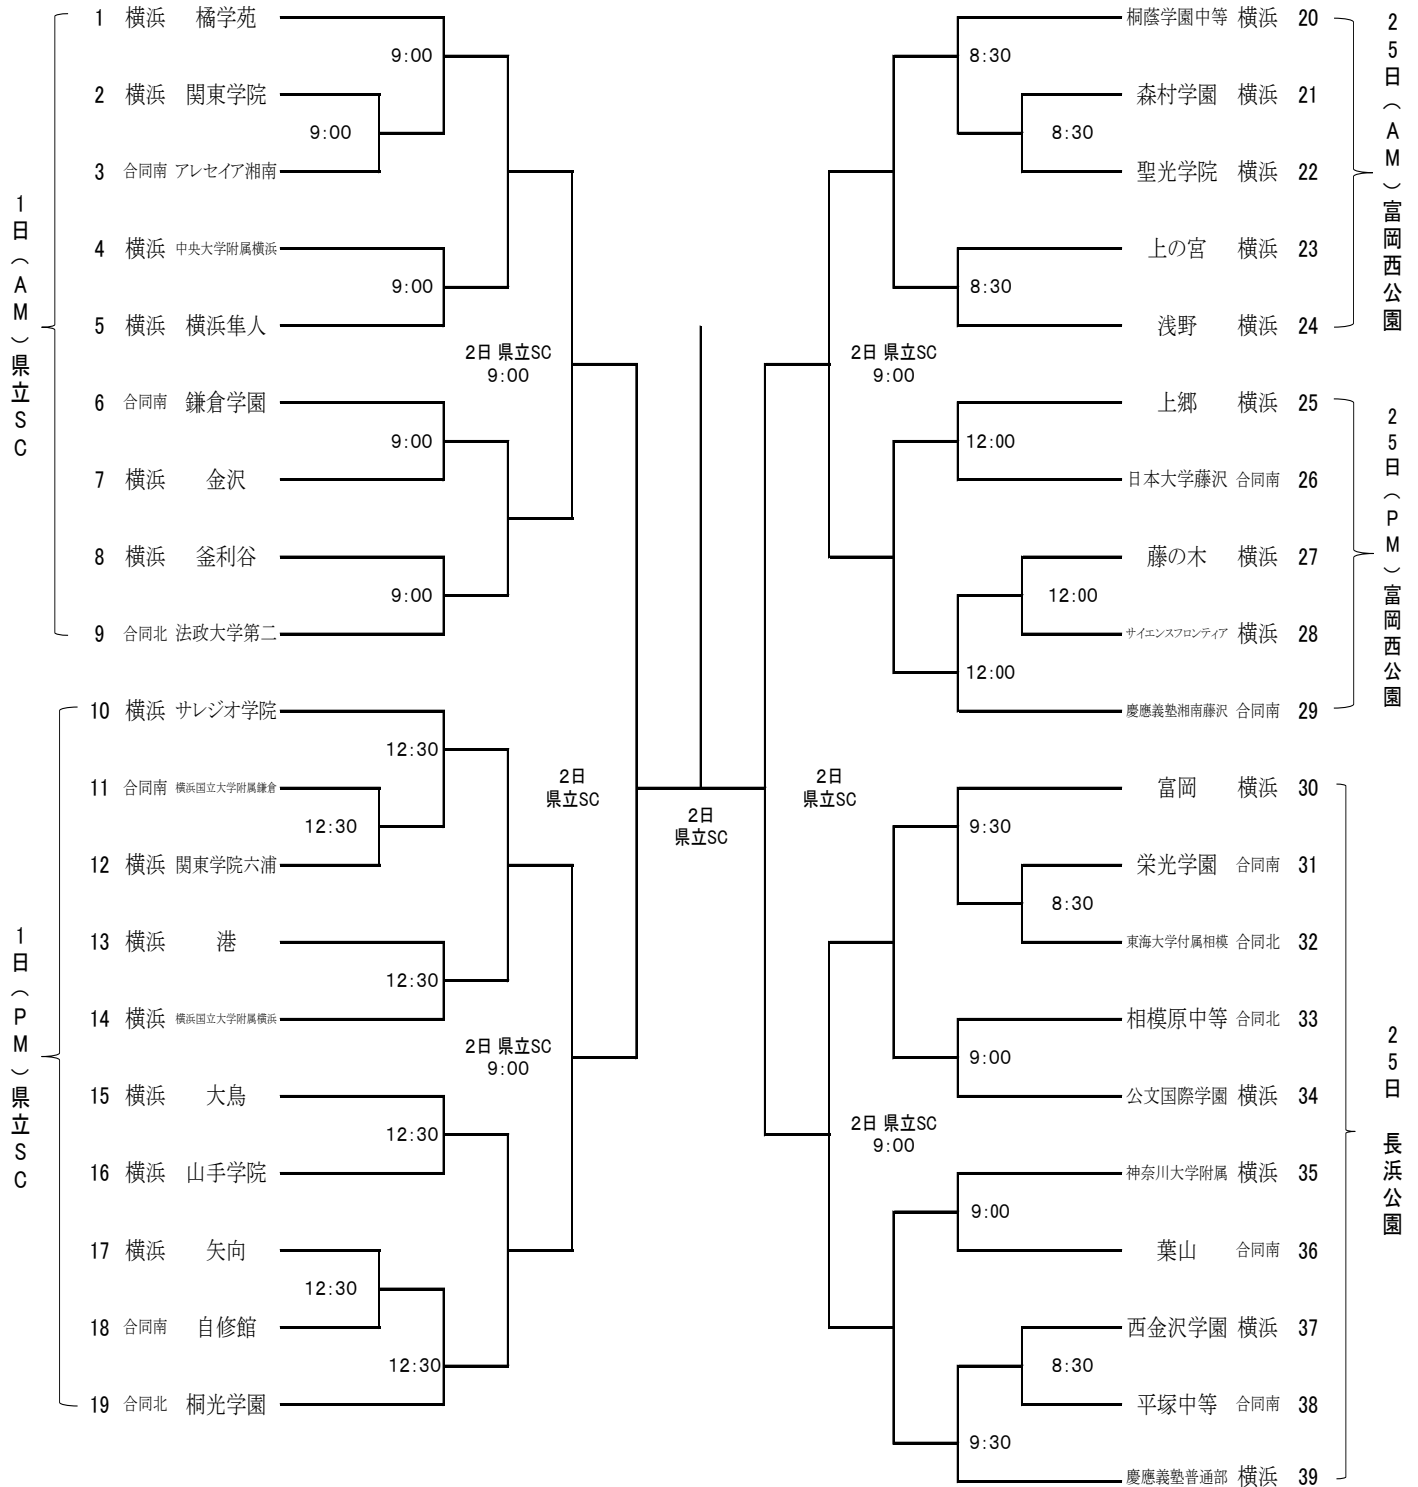 1日（AM）県立SC
1 横浜 橘学苑
9:00
2 横浜 関東学院
9:00
3 合同南 アレセイア湘南
4 横浜 中央大学附属横浜
9:00
5 横浜 横浜隼人
2日 県立SC
9:00
6 合同南 鎌倉学園
9:00
7 横浜 金沢
8 横浜 釜利谷
9:00
9 合同北 法政大学第二
1日（PM）県立SC
10 横浜 サレジオ学院
12:30
11 合同南 横浜国立大学附属鎌倉
12:30
12 横浜 関東学院六浦
13 横浜 港
12:30
14 横浜 横浜国立大学附属横浜
2日 県立SC
9:00
15 横浜 大鳥
12:30
16 横浜 山手学院
17 横浜 矢向
12:30
18 合同南 自修館
12:30
19 合同北 桐光学園
2日
県立SC
2日
県立SC
2日
県立SC
25日（AM）富岡西公園
桐蔭学園中等 横浜 20
8:30
森村学園 横浜 21
8:30
聖光学院 横浜 22
上の宮 横浜 23
8:30
浅野 横浜 24
2日 県立SC
9:00
25日（PM）富岡西公園
上郷 横浜 25
12:00
日本大学藤沢 合同南 26
藤の木 横浜 27
12:00
サイエンスフロンティア 横浜 28
12:00
慶應義塾湘南藤沢 合同南 29
25日 長浜公園
富岡 横浜 30
9:30
栄光学園 合同南 31
8:30
東海大学付属相模 合同北 32
相模原中等 合同北 33
9:00
公文国際学園 横浜 34
2日 県立SC
9:00
神奈川大学附属 横浜 35
9:00
葉山 合同南 36
西金沢学園 横浜 37
8:30
平塚中等 合同南 38
9:30
慶應義塾普通部 横浜 39